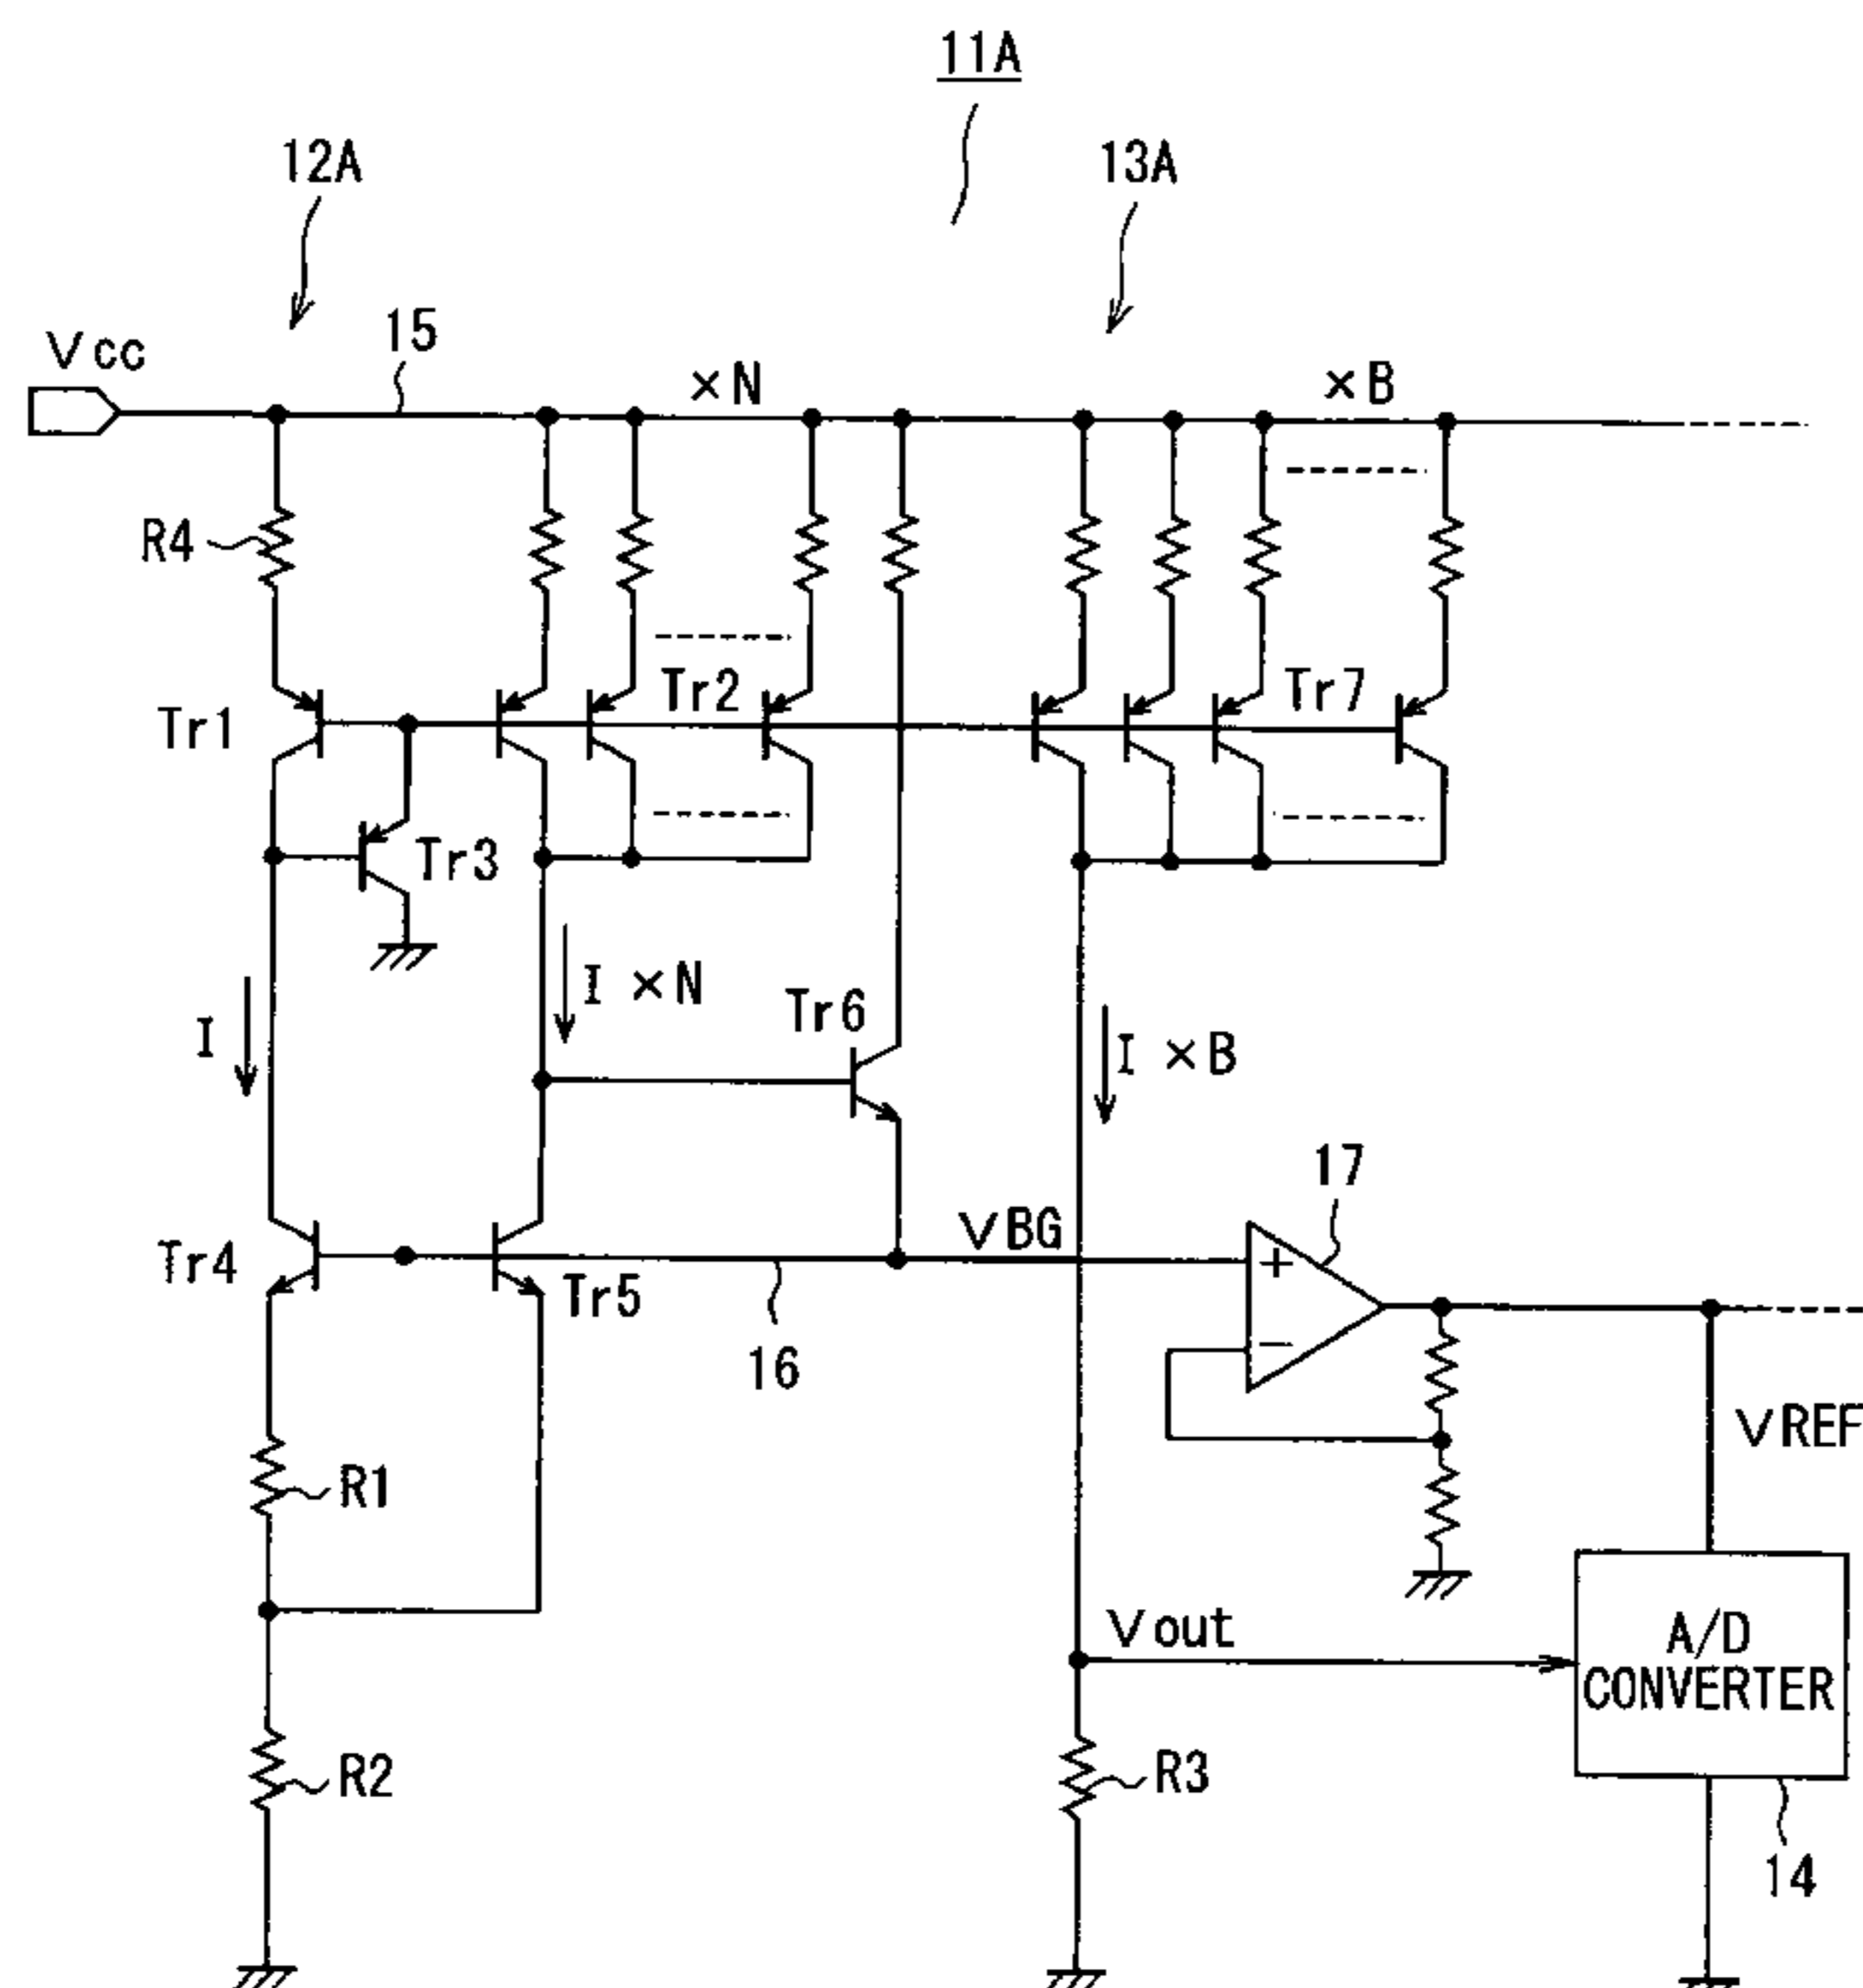 11A
12A
13A
Vcc
15
×N
×B
R4
Tr1
Tr2
Tr7
Tr3
I
I ×N
Tr6
I ×B
17
Tr4
Tr5
VBG
+
−
16
VREF
R1
Vout
A/D
CONVERTER
R2
R3
14